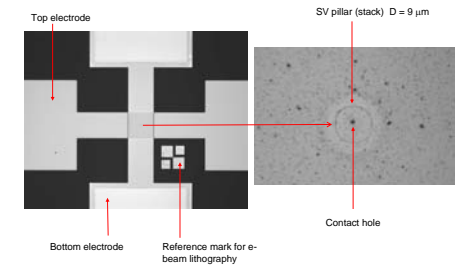 Top electrode
SV pillar (stack) D = 9 μm
Contact hole
Bottom electrode
Reference mark for e-
beam lithography